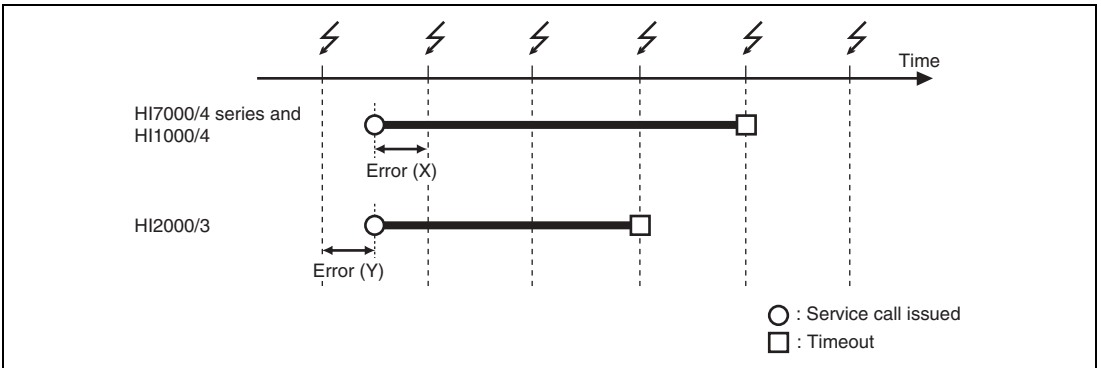 Time
HI7000/4 series and
HI1000/4
Error (X)
HI2000/3
Error (Y)
: Service call issued
: Timeout